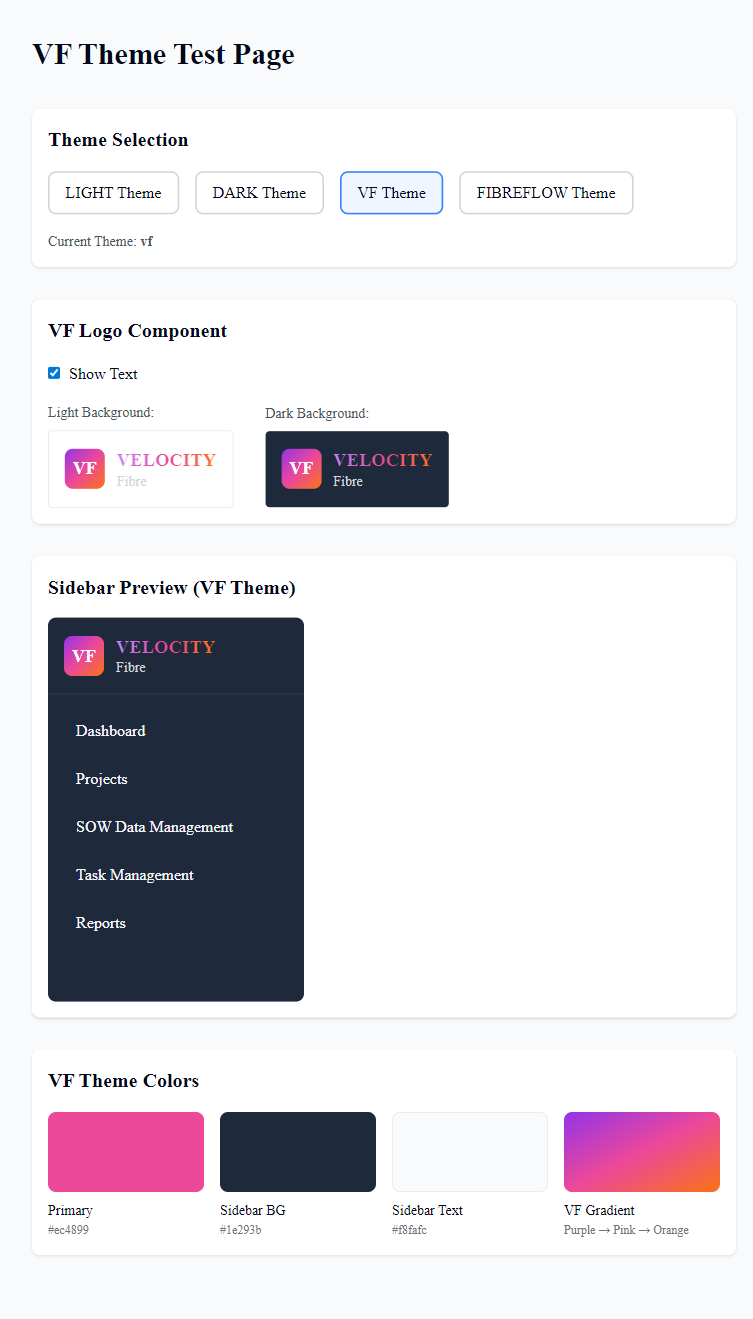 VF Theme Test Page
Theme Selection
LIGHT Theme
DARK Theme
VF Theme
FIBREFLOW Theme
Current Theme: vf
VF Logo Component
Show Text
Light Background:
VF
VELOCITY
Fibre
Dark Background:
VF
VELOCITY
Fibre
Sidebar Preview (VF Theme)
VF
VELOCITY
Fibre
Dashboard
Projects
SOW Data Management
Task Management
Reports
VF Theme Colors
Primary
#ec4899
Sidebar BG
#1e293b
Sidebar Text
#f8fafc
VF Gradient
Purple → Pink → Orange